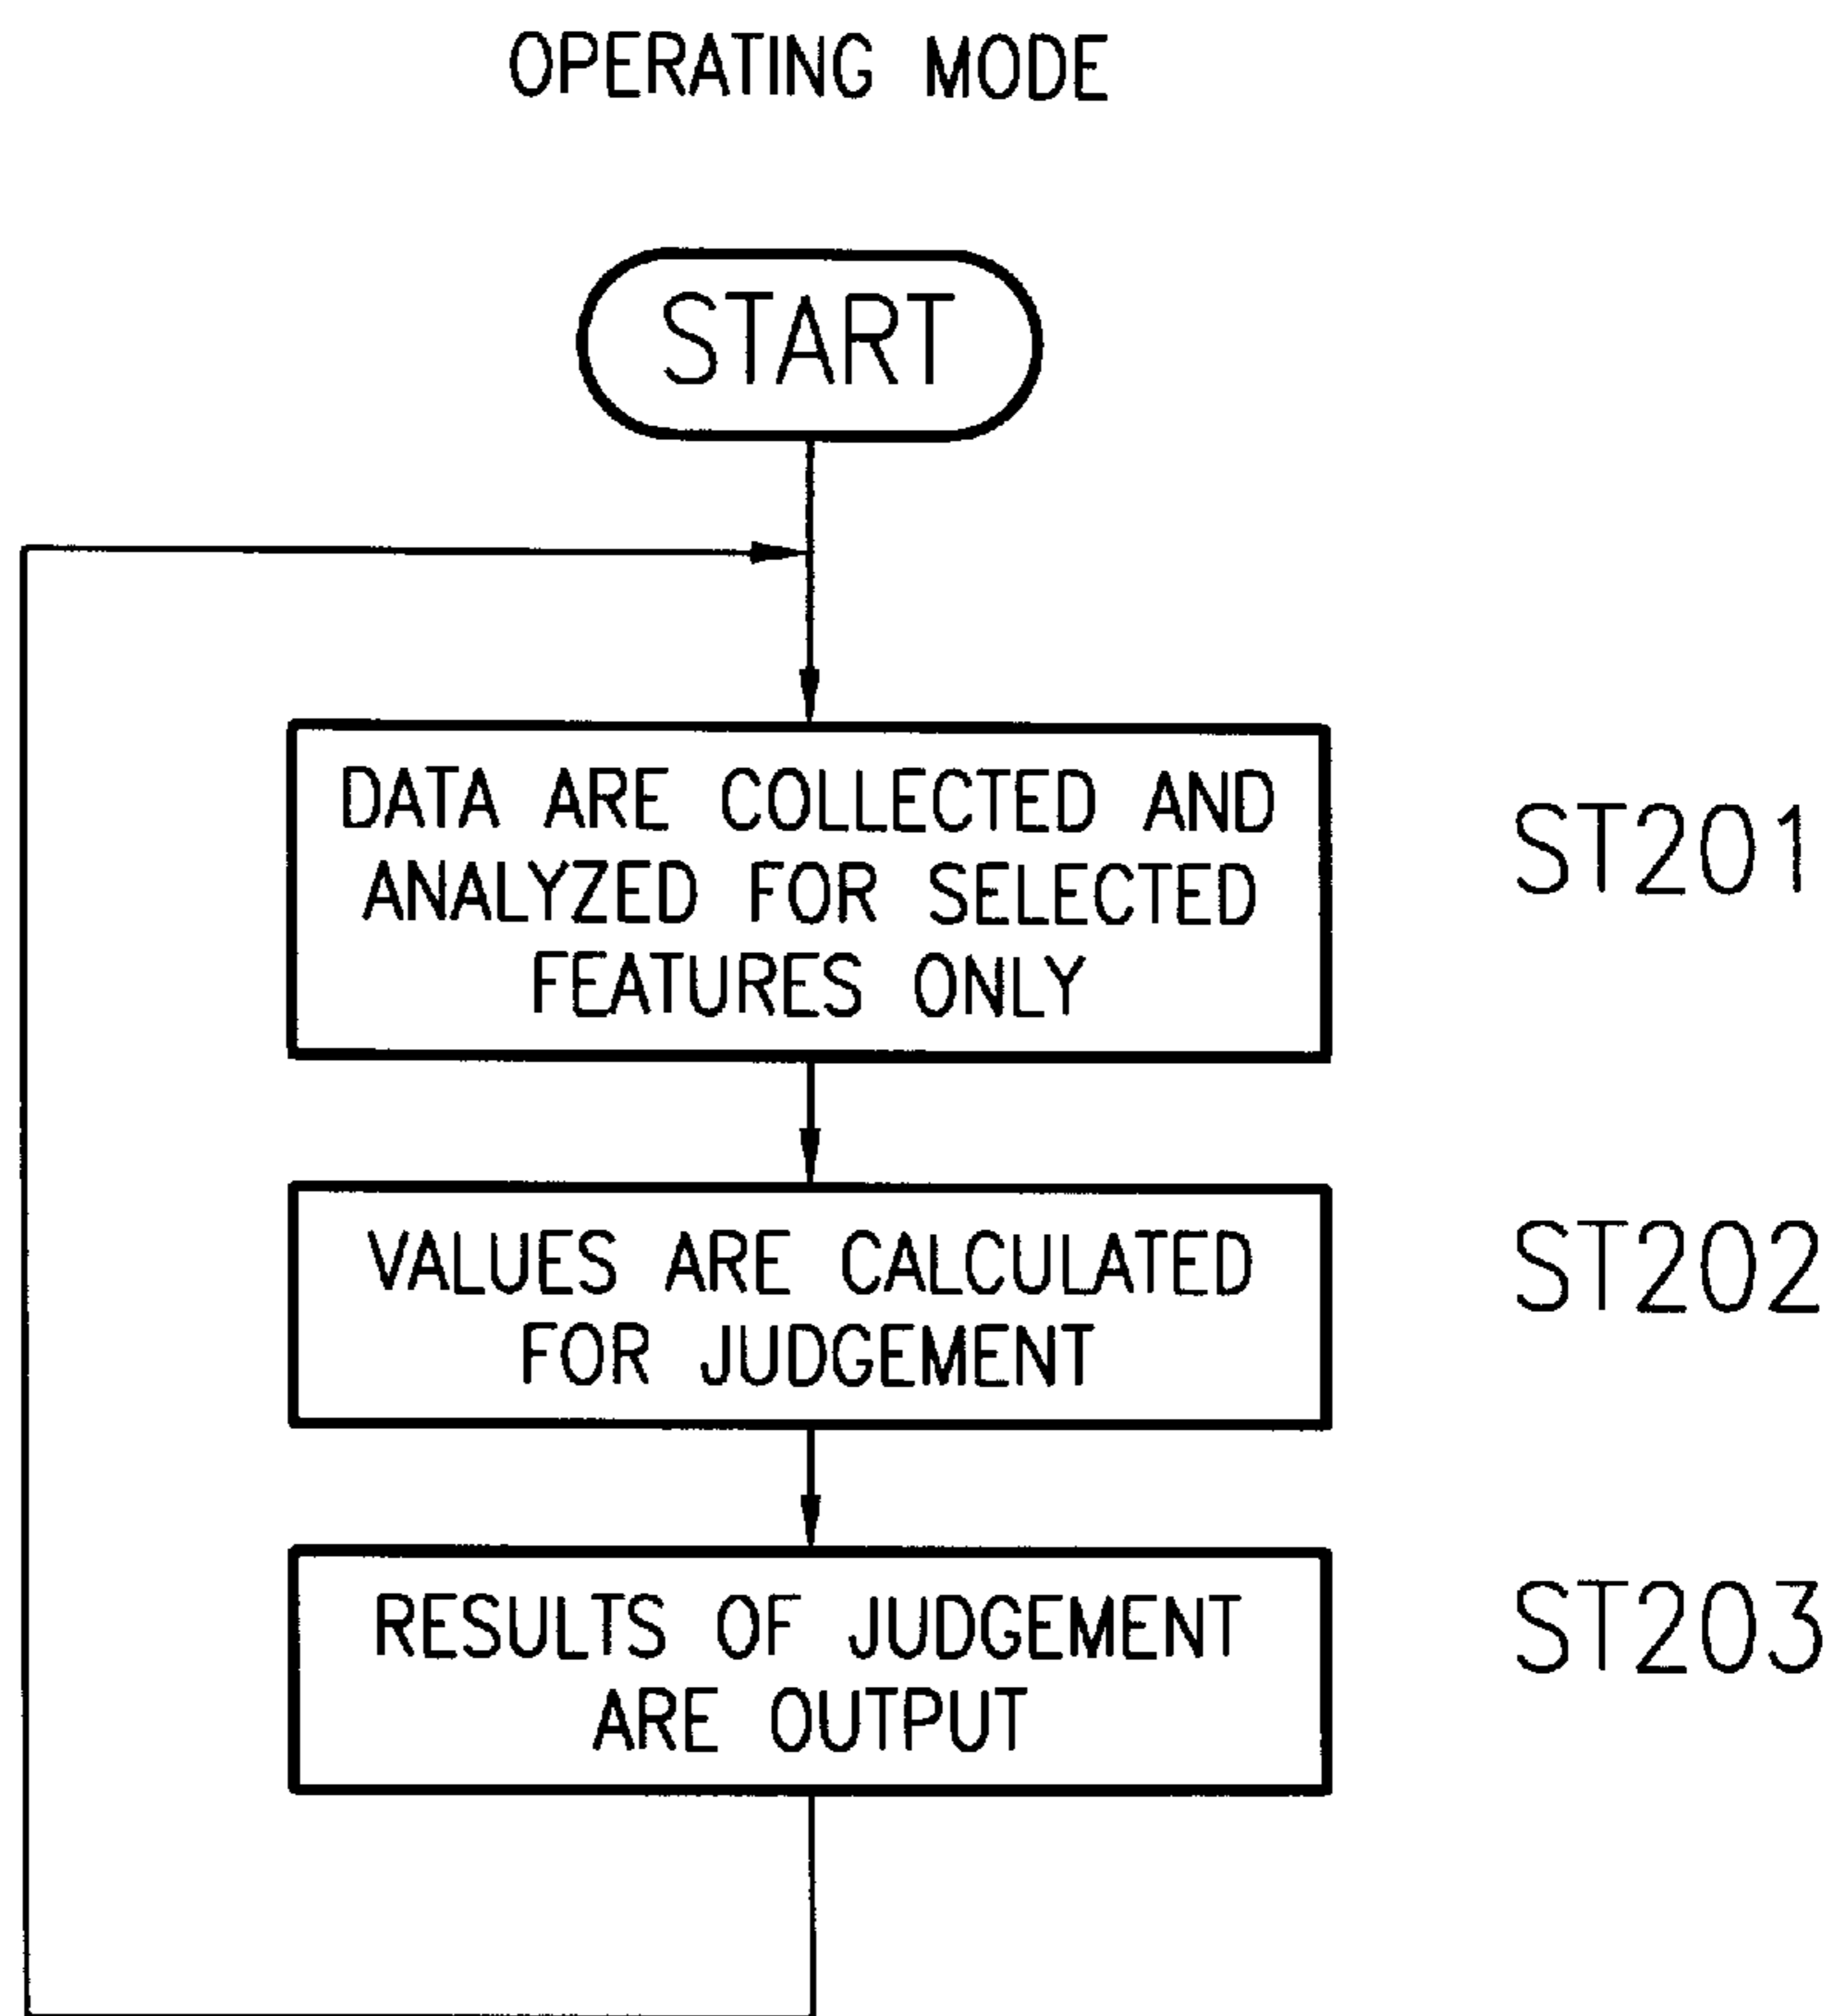 OPERATING MODE
START
DATA ARE COLLECTED AND
ANALYZED FOR SELECTED
FEATURES ONLY
ST201
VALUES ARE CALCULATED
FOR JUDGEMENT
ST202
RESULTS OF JUDGEMENT
ARE OUTPUT
ST203